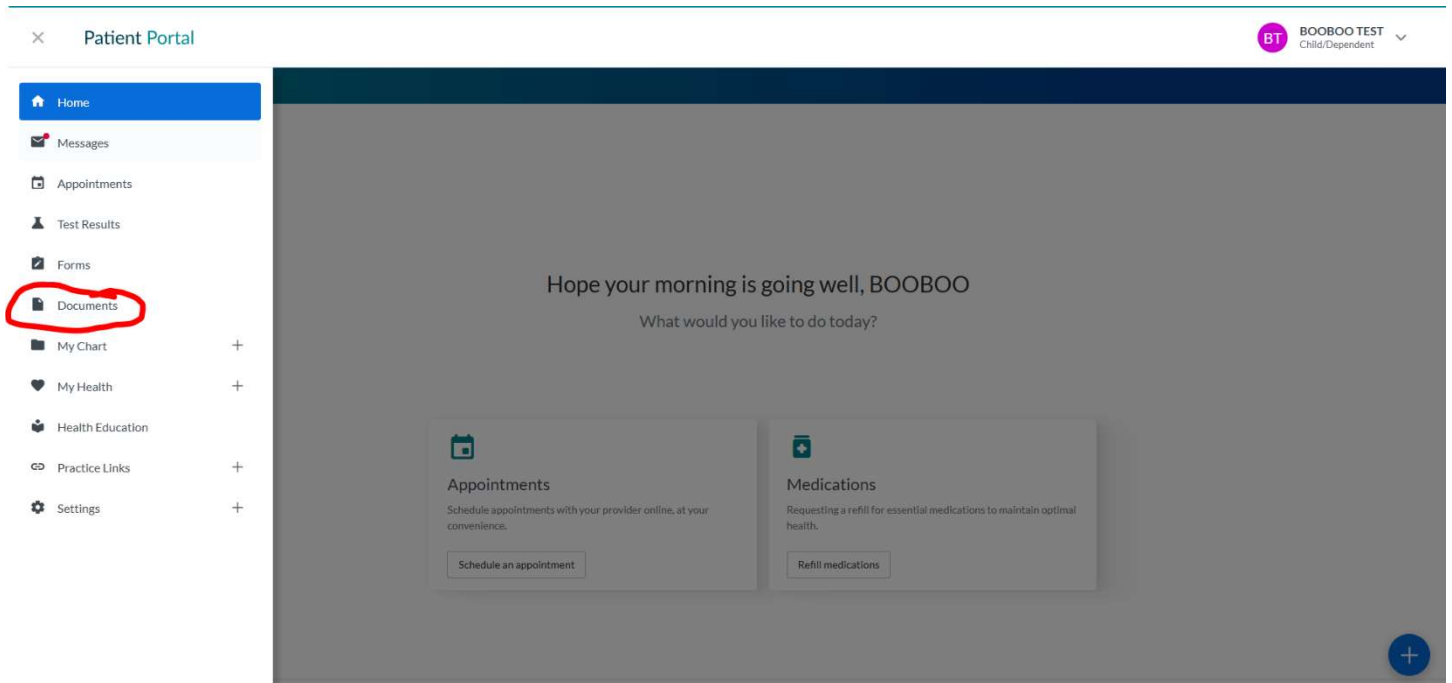 Patient Portal
BT
BOOBOO TEST
Child/Dependent
Home
Messages
Appointments
Test Results
Forms
Documents
My Chart
My Health
Health Education
Practice Links
Settings
Hope your morning is going well, BOOBOO
What would you like to do today?
Appointments
Schedule appointments with your provider online, at your
convenience.
Schedule an appointment
Medications
Requesting a refill for essential medications to maintain optimal
health.
Refill medications